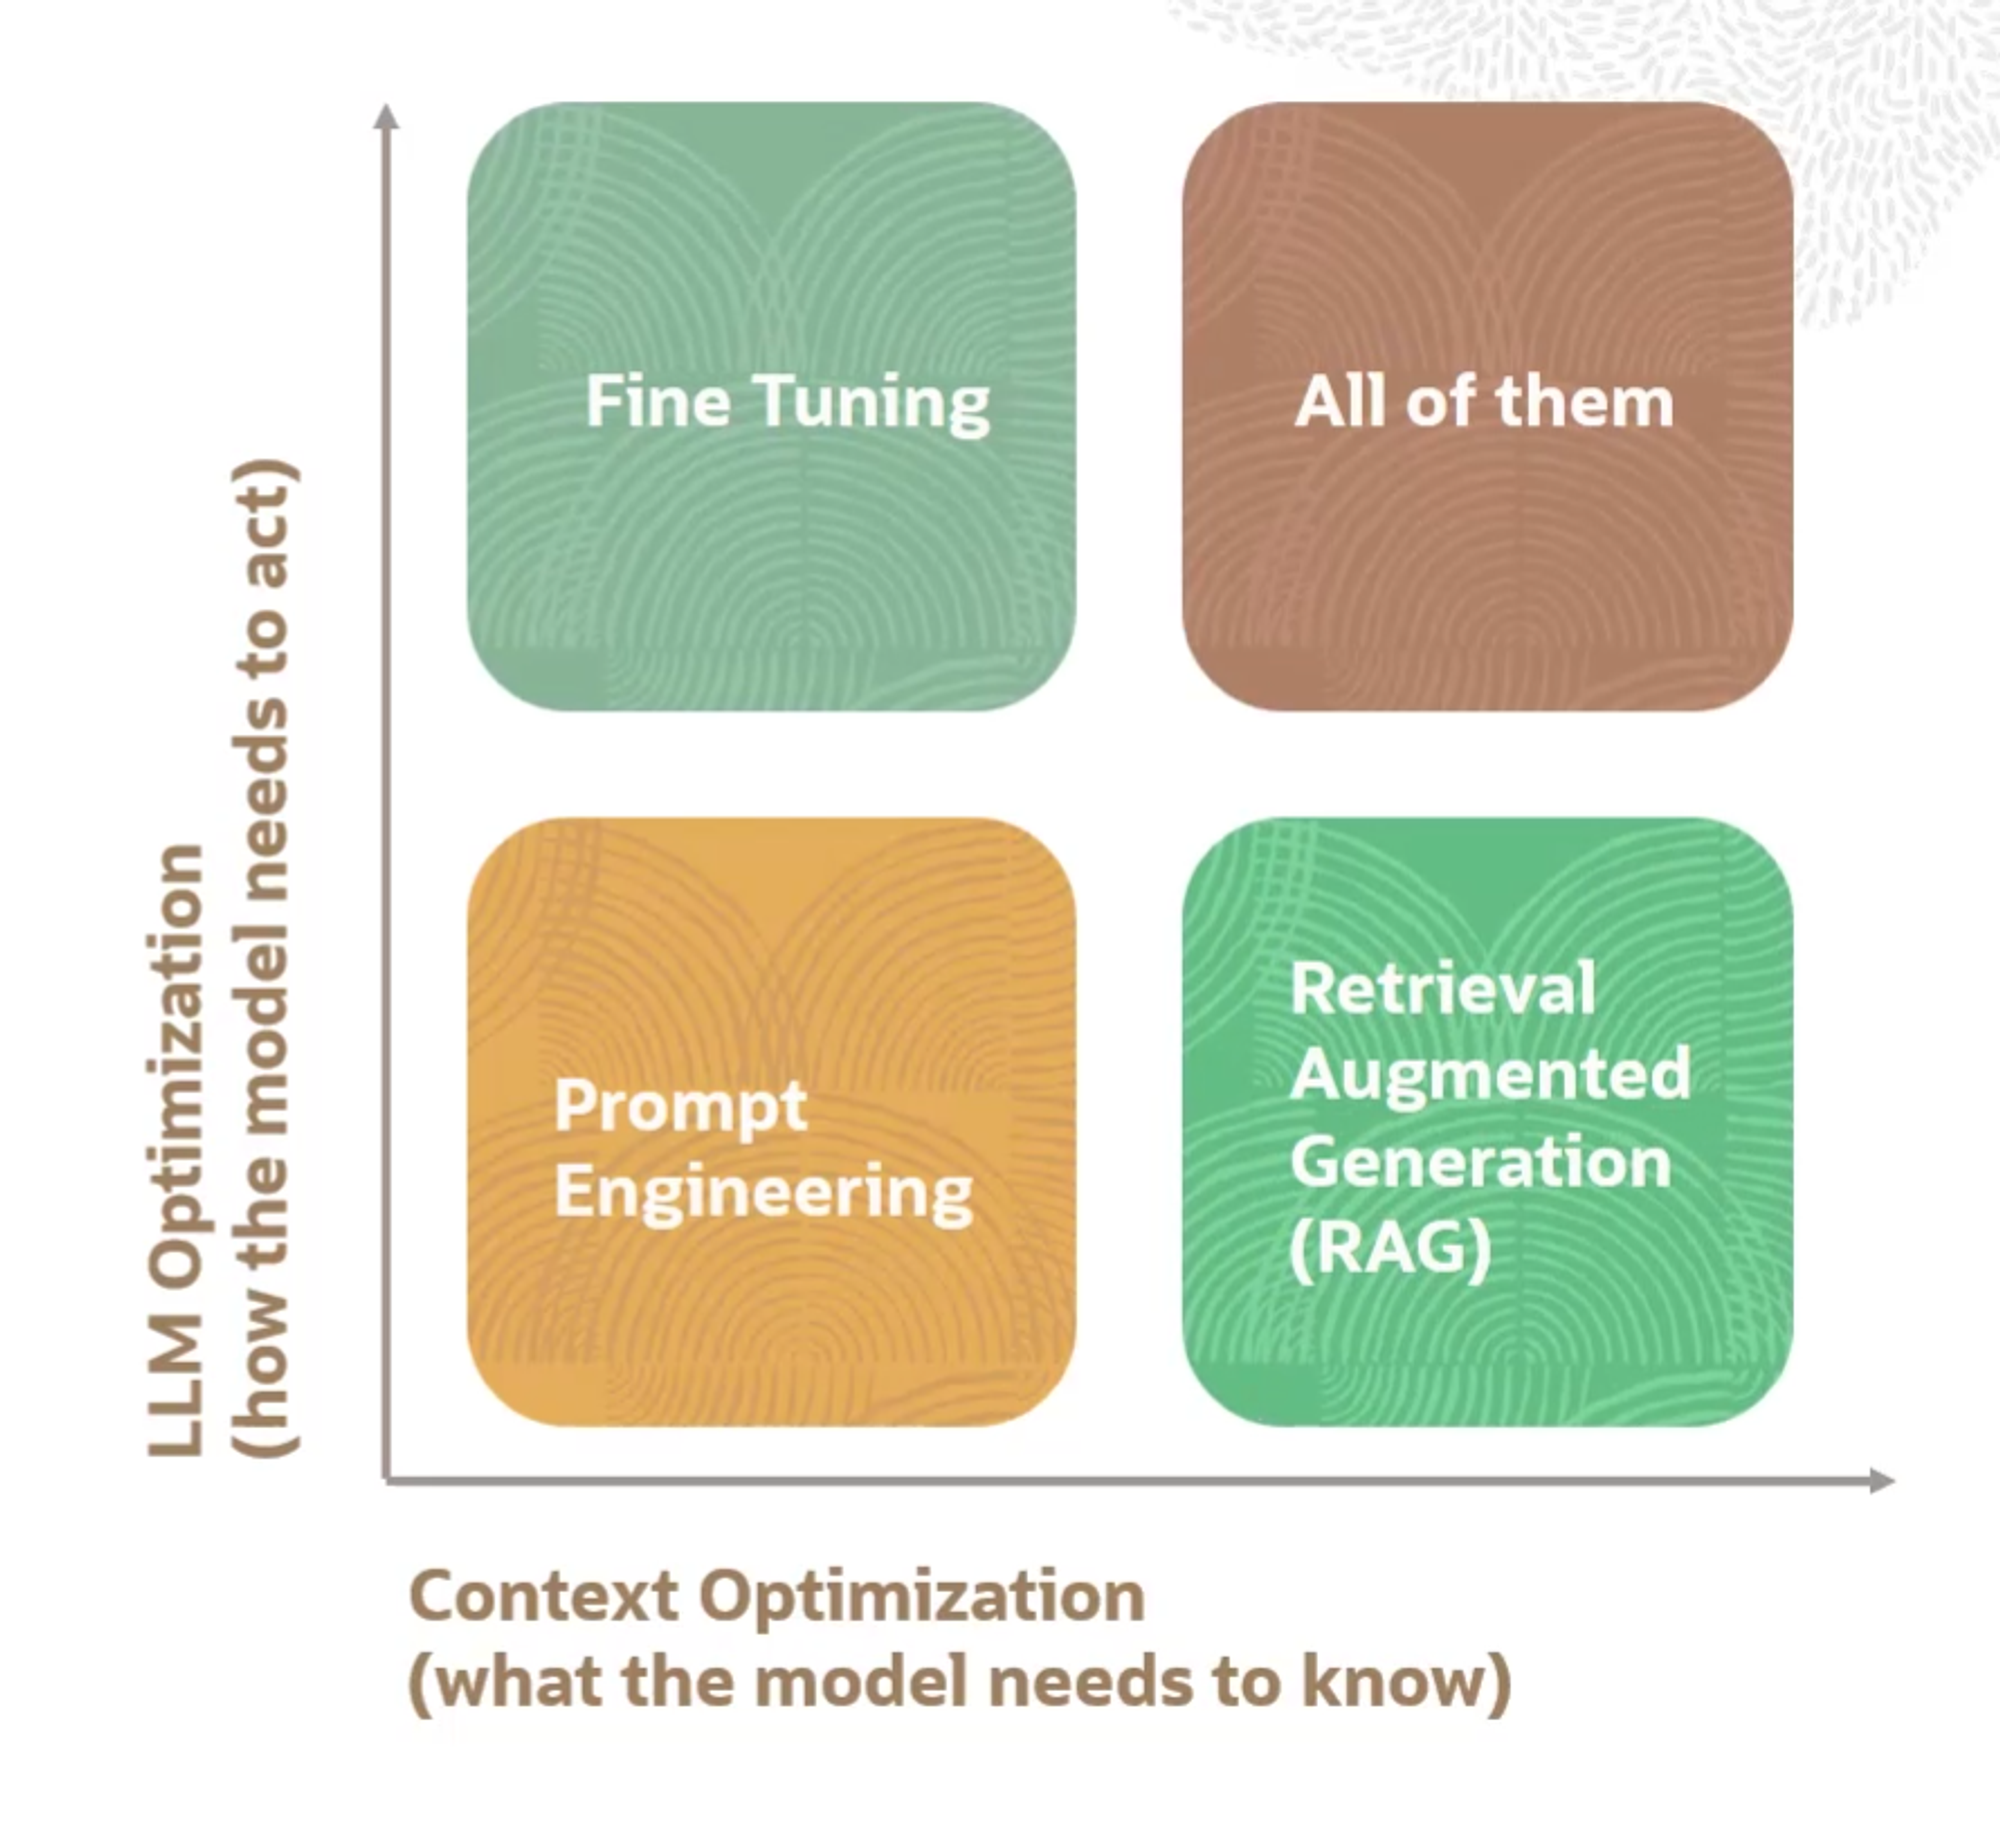 LLM Optimization
(how the model needs to act)
Fine Tuning
All of them
Prompt
Engineering
Retrieval
Augmented
Generation
(RAG)
Context Optimization
(what the model needs to know)